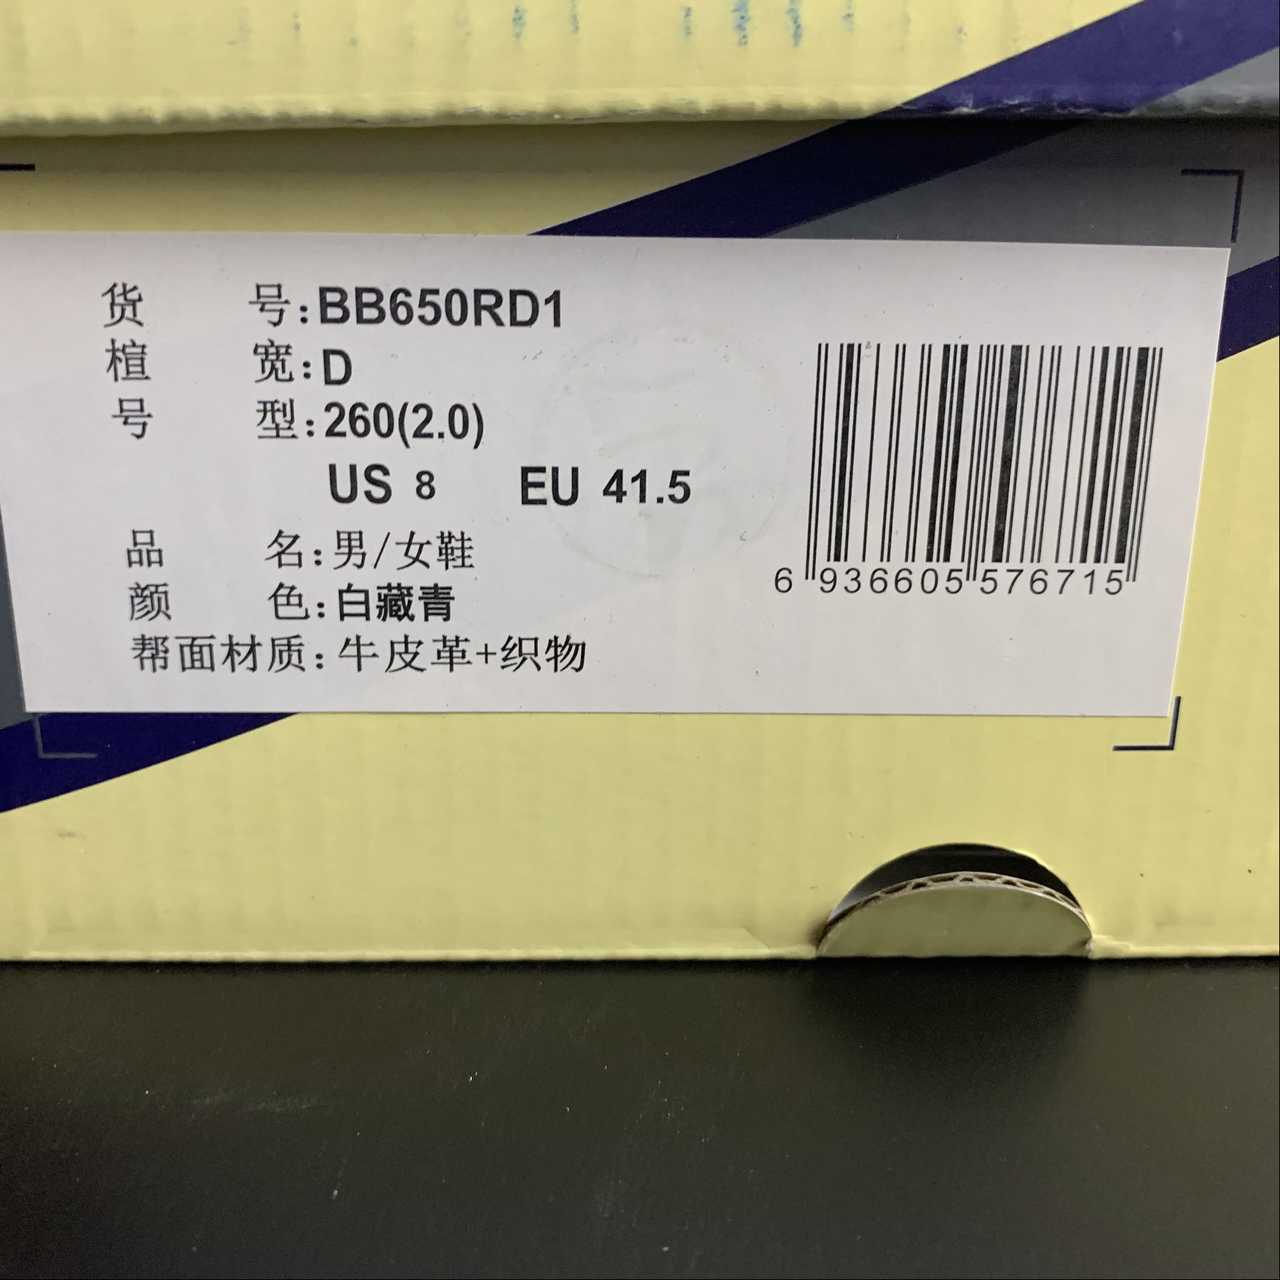 货 号:BB650RD1
楦 宽:D
号 型:260(2.0)
US 8 EU 41.5
品 名:男/女鞋
颜 色:白藏青
帮面材质:牛皮革+织物
6 936605 576715